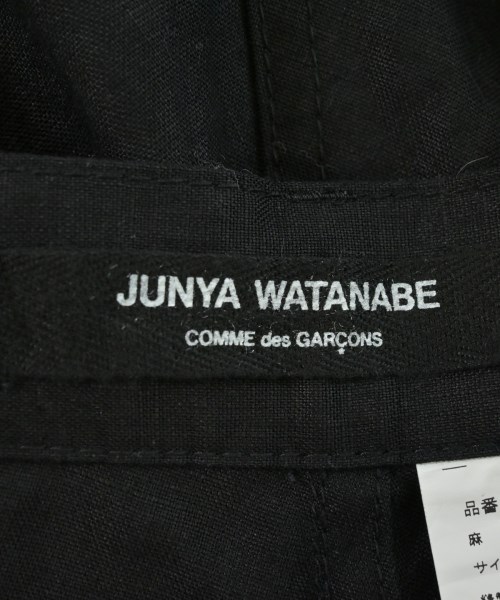 JUNYA WATANABE
COMME des GARÇONS
品番
麻
サイ